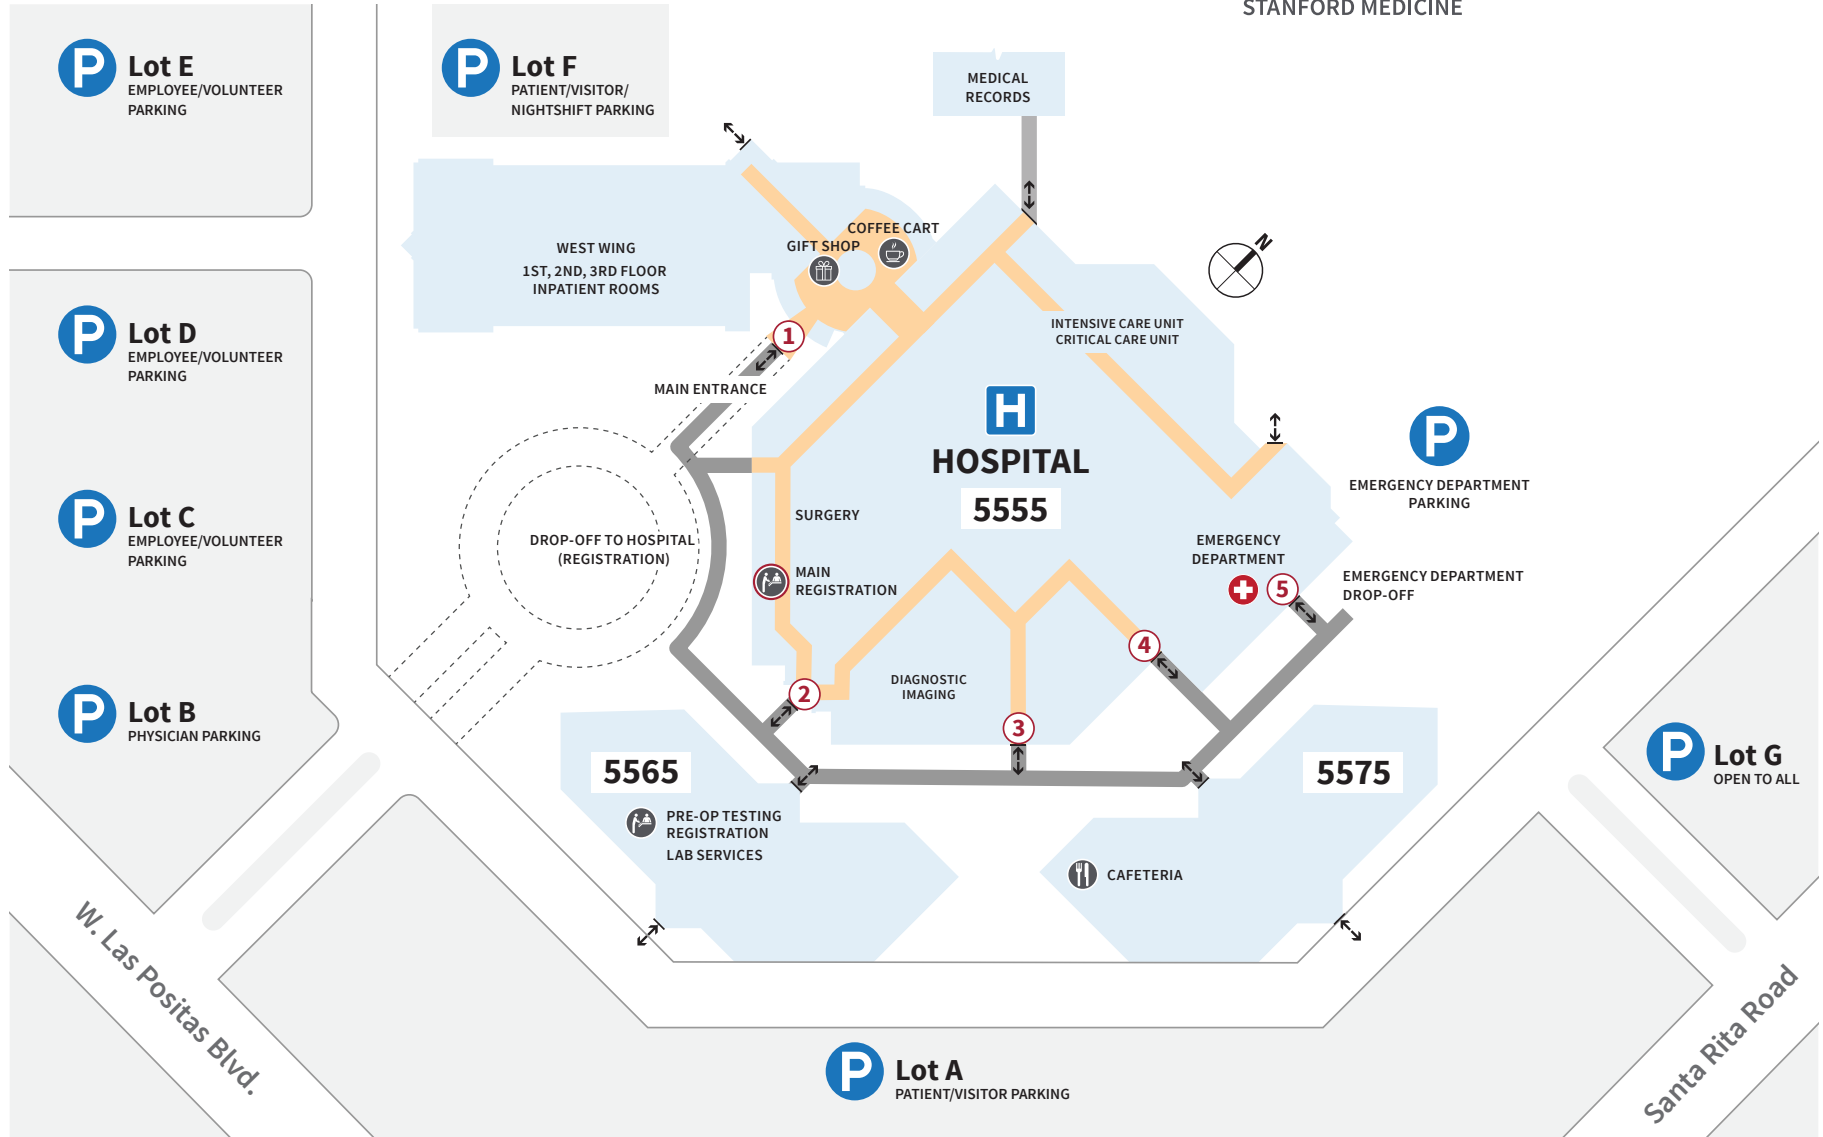 STANFORD MEDICINE
P
Lot E
EMPLOYEE/VOLUNTEER
PARKING
P
Lot F
PATIENT/VISITOR/
NIGHTSHIFT PARKING
MEDICAL
RECORDS
WEST WING
1ST, 2ND, 3RD FLOOR
INPATIENT ROOMS
COFFEE CART
GIFT SHOP
N
P
Lot D
EMPLOYEE/VOLUNTEER
PARKING
1
MAIN ENTRANCE
INTENSIVE CARE UNIT
CRITICAL CARE UNIT
H
HOSPITAL
5555
P
EMERGENCY DEPARTMENT
PARKING
P
Lot C
EMPLOYEE/VOLUNTEER
PARKING
DROP-OFF TO HOSPITAL
(REGISTRATION)
SURGERY
MAIN
REGISTRATION
EMERGENCY
DEPARTMENT
5
EMERGENCY DEPARTMENT
DROP-OFF
4
P
Lot B
PHYSICIAN PARKING
2
DIAGNOSTIC
IMAGING
3
5565
PRE-OP TESTING
REGISTRATION
LAB SERVICES
5575
CAFETERIA
P
Lot G
OPEN TO ALL
W. Las Positas Blvd.
P
Lot A
PATIENT/VISITOR PARKING
Santa Rita Road